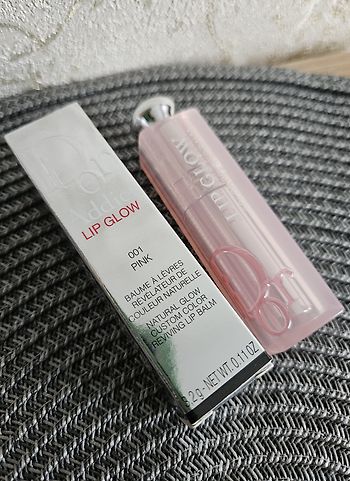 Dior
Addict
LIP GLOW
001
PINK
BAUME À LÈVRES
RÉVÉLATEUR DE
COULEUR NATURELLE
NATURAL GLOW
CUSTOM COLOR
REVIVING LIP BALM
3.2g - NET WT. 0.11 OZ
LIP GLOW
Dior